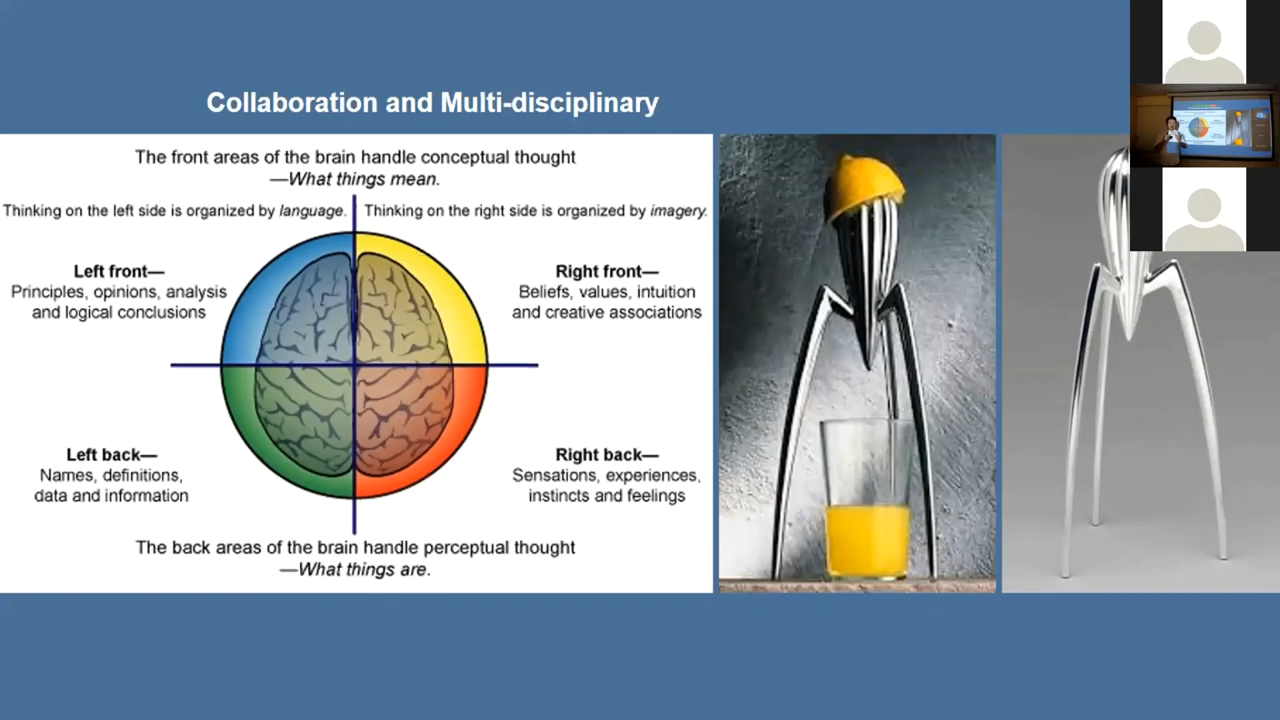 Collaboration and Multi-disciplinary
The front areas of the brain handle conceptual thought
—What things mean.
Thinking on the left side is organized by language.
Thinking on the right side is organized by imagery.
Left front—
Principles, opinions, analysis
and logical conclusions
Right front—
Beliefs, values, intuition
and creative associations
Left back—
Names, definitions,
data and information
Right back—
Sensations, experiences,
instincts and feelings
The back areas of the brain handle perceptual thought
—What things are.